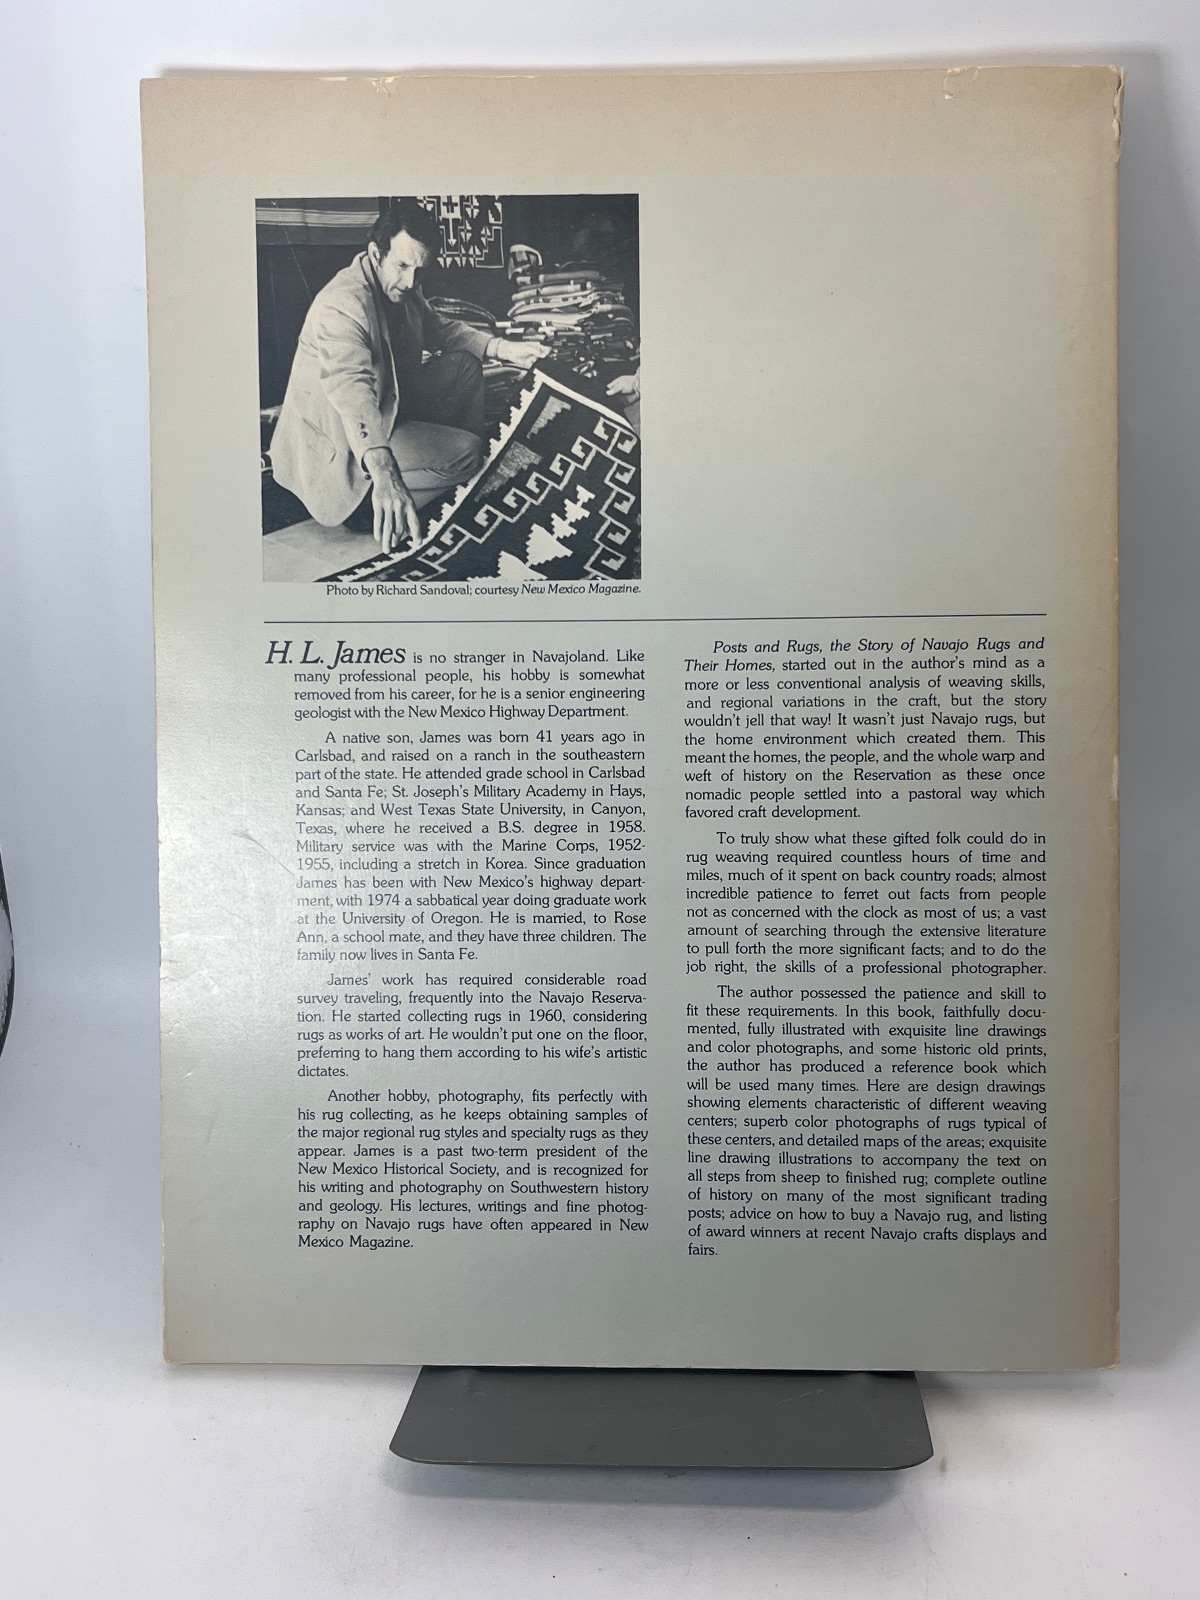 Photo by Richard Sandoval; courtesy New Mexico Magazine.
H. L. James is no stranger in Navajoland. Like
many professional people, his hobby is somewhat
removed from his career, for he is a senior engineering
geologist with the New Mexico Highway Department.
A native son, James was born 41 years ago in
Carlsbad, and raised on a ranch in the southeastern
part of the state. He attended grade school in Carlsbad
and Santa Fe; St. Joseph's Military Academy in Hays,
Kansas; and West Texas State University, in Canyon,
Texas, where he received a B.S. degree in 1958.
Military service was with the Marine Corps, 1952-
1955, including a stretch in Korea. Since graduation
James has been with New Mexico's highway depart-
ment, with 1974 a sabbatical year doing graduate work
at the University of Oregon. He is married, to Rose
Ann, a school mate, and they have three children. The
family now lives in Santa Fe.
James' work has required considerable road
survey traveling, frequently into the Navajo Reserva-
tion. He started collecting rugs in 1960, considering
rugs as works of art. He wouldn't put one on the floor,
preferring to hang them according to his wife's artistic
dictates.
Another hobby, photography, fits perfectly with
his rug collecting, as he keeps obtaining samples of
the major regional rug styles and specialty rugs as they
appear. James is a past two-term president of the
New Mexico Historical Society, and is recognized for
his writing and photography on Southwestern history
and geology. His lectures, writings and fine photog-
raphy on Navajo rugs have often appeared in New
Mexico Magazine.
Posts and Rugs, the Story of Navajo Rugs and
Their Homes, started out in the author's mind as a
more or less conventional analysis of weaving skills,
and regional variations in the craft, but the story
wouldn't jell that way! It wasn't just Navajo rugs, but
the home environment which created them. This
meant the homes, the people, and the whole warp and
weft of history on the Reservation as these once
nomadic people settled into a pastoral way which
favored craft development.
To truly show what these gifted folk could do in
rug weaving required countless hours of time and
miles, much of it spent on back country roads; almost
incredible patience to ferret out facts from people
not as concerned with the clock as most of us; a vast
amount of searching through the extensive literature
to pull forth the more significant facts; and to do the
job right, the skills of a professional photographer.
The author possessed the patience and skill to
fit these requirements. In this book, faithfully docu-
mented, fully illustrated with exquisite line drawings
and color photographs, and some historic old prints,
the author has produced a reference book which
will be used many times. Here are design drawings
showing elements characteristic of different weaving
centers; superb color photographs of rugs typical of
these centers, and detailed maps of the areas; exquisite
line drawing illustrations to accompany the text on
all steps from sheep to finished rug; complete outline
of history on many of the most significant trading
posts; advice on how to buy a Navajo rug, and listing
of award winners at recent Navajo crafts displays and
fairs.